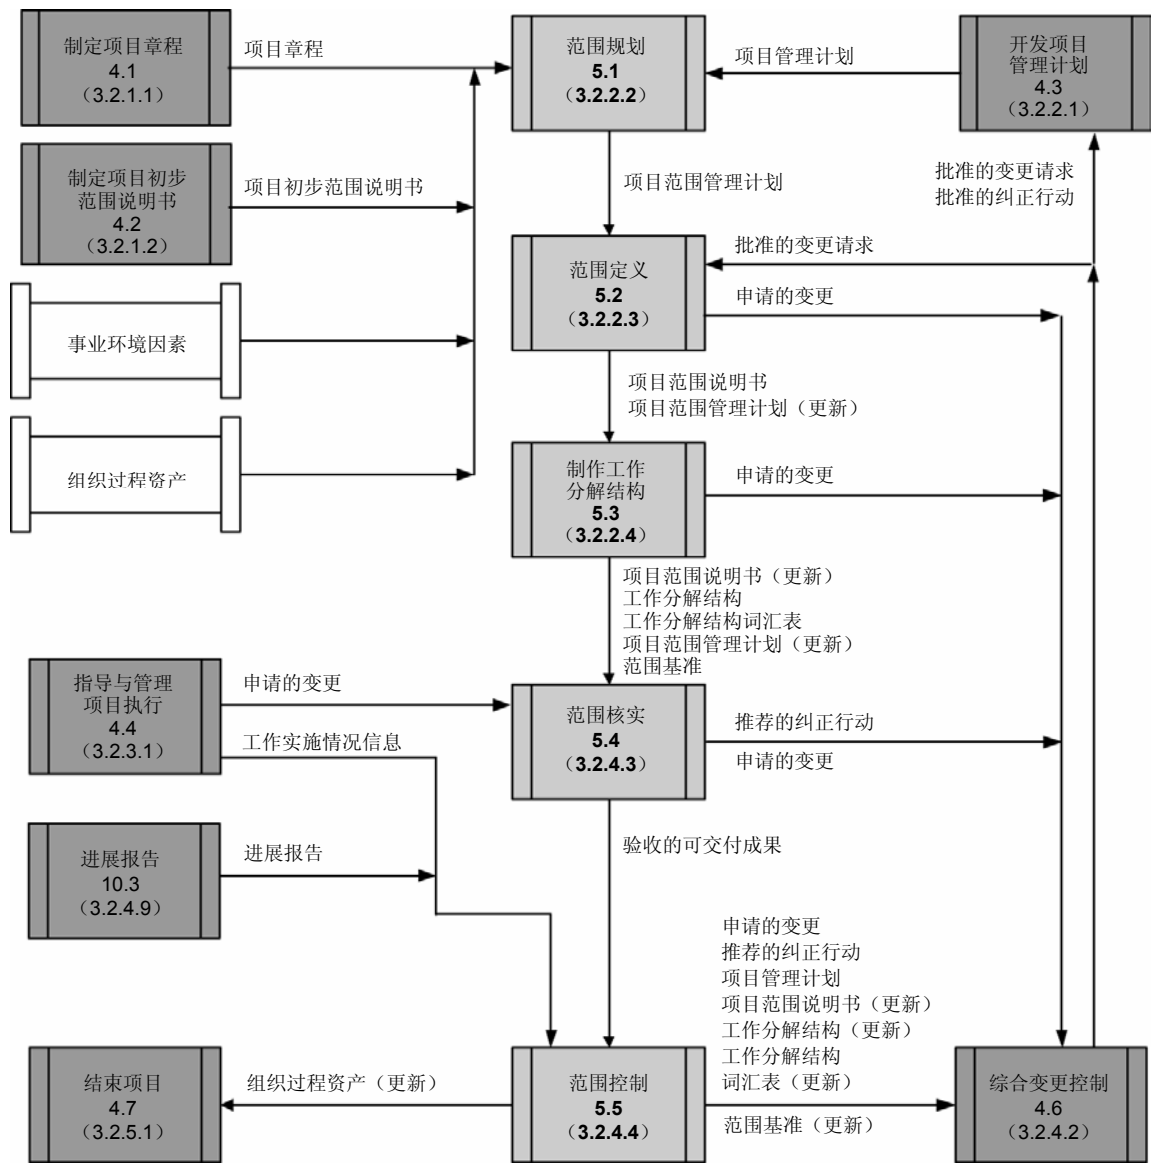 制定项目章程
4.1
（3.2.1.1）
项目章程
范围规划
5.1
（3.2.2.2）
项目管理计划
开发项目
管理计划
4.3
（3.2.2.1）
制定项目初步
范围说明书
4.2
（3.2.1.2）
项目初步范围说明书
项目范围管理计划
批准的变更请求
批准的纠正行动
范围定义
5.2
（3.2.2.3）
批准的变更请求
申请的变更
事业环境因素
项目范围说明书
项目范围管理计划（更新）
组织过程资产
制作工作
分解结构
5.3
（3.2.2.4）
申请的变更
项目范围说明书（更新）
工作分解结构
工作分解结构词汇表
项目范围管理计划（更新）
范围基准
指导与管理
项目执行
4.4
（3.2.3.1）
申请的变更
工作实施情况信息
范围核实
5.4
（3.2.4.3）
推荐的纠正行动
申请的变更
验收的可交付成果
进展报告
10.3
（3.2.4.9）
进展报告
申请的变更
推荐的纠正行动
项目管理计划
项目范围说明书（更新）
工作分解结构（更新）
工作分解结构
词汇表（更新）
范围基准（更新）
结束项目
4.7
（3.2.5.1）
组织过程资产（更新）
范围控制
5.5
（3.2.4.4）
综合变更控制
4.6
（3.2.4.2）